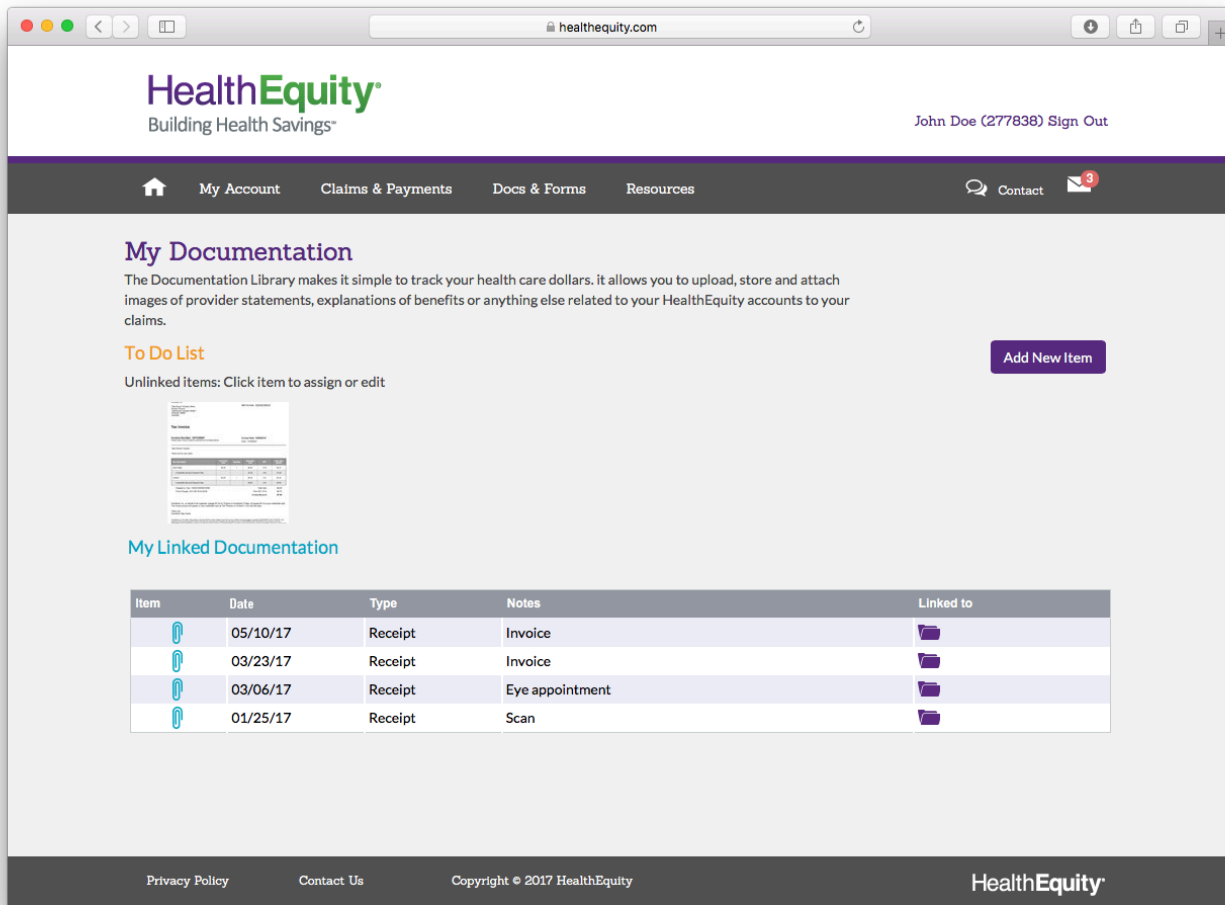 healthequity.com
HealthEquity®
Building Health Savings℠
John Doe (277838) Sign Out
My Account Claims & Payments Docs & Forms Resources Contact 3
My Documentation
The Documentation Library makes it simple to track your health care dollars. it allows you to upload, store and attach
images of provider statements, explanations of benefits or anything else related to your HealthEquity accounts to your
claims.
To Do List
Add New Item
Unlinked items: Click item to assign or edit
Tax Invoice
My Linked Documentation
Item Date Type Notes Linked to
05/10/17 Receipt Invoice
03/23/17 Receipt Invoice
03/06/17 Receipt Eye appointment
01/25/17 Receipt Scan
Privacy Policy Contact Us Copyright © 2017 HealthEquity HealthEquity